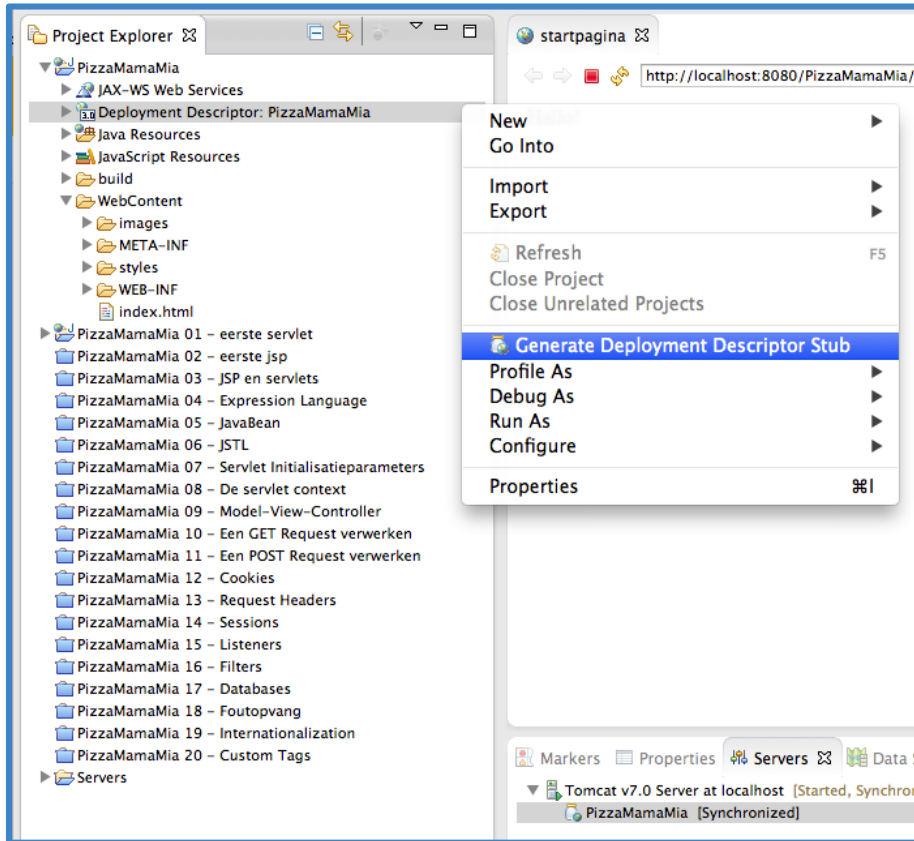 Project Explorer
PizzaMamaMia
JAX-WS Web Services
3.0 Deployment Descriptor: PizzaMamaMia
Java Resources
JavaScript Resources
build
WebContent
images
META-INF
styles
WEB-INF
index.html
PizzaMamaMia 01 - eerste servlet
PizzaMamaMia 02 - eerste jsp
PizzaMamaMia 03 - JSP en servlets
PizzaMamaMia 04 - Expression Language
PizzaMamaMia 05 - JavaBean
PizzaMamaMia 06 - JSTL
PizzaMamaMia 07 - Servlet Initialisatieparameters
PizzaMamaMia 08 - De servlet context
PizzaMamaMia 09 - Model-View-Controller
PizzaMamaMia 10 - Een GET Request verwerken
PizzaMamaMia 11 - Een POST Request verwerken
PizzaMamaMia 12 - Cookies
PizzaMamaMia 13 - Request Headers
PizzaMamaMia 14 - Sessions
PizzaMamaMia 15 - Listeners
PizzaMamaMia 16 - Filters
PizzaMamaMia 17 - Databases
PizzaMamaMia 18 - Foutopvang
PizzaMamaMia 19 - Internationalization
PizzaMamaMia 20 - Custom Tags
Servers
startpagina
http://localhost:8080/PizzaMamaMia/
New
Go Into
Import
Export
Refresh F5
Close Project
Close Unrelated Projects
Generate Deployment Descriptor Stub
Profile As
Debug As
Run As
Configure
Properties ⌘I
Markers Properties Servers Data
Tomcat v7.0 Server at localhost [Started, Synchro
PizzaMamaMia [Synchronized]